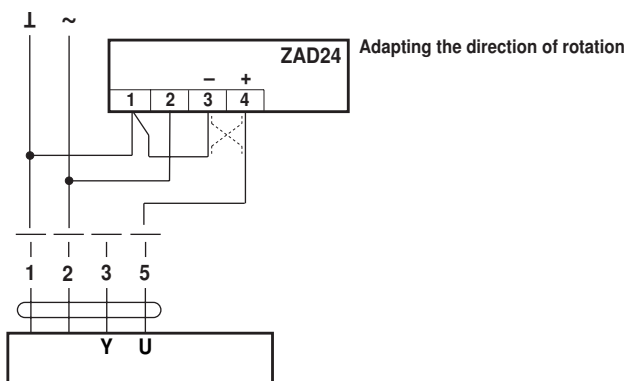 ⊥ ~
ZAD24
Adapting the direction of rotation
– +
1 2 3 4
1 2 3 5
Y U